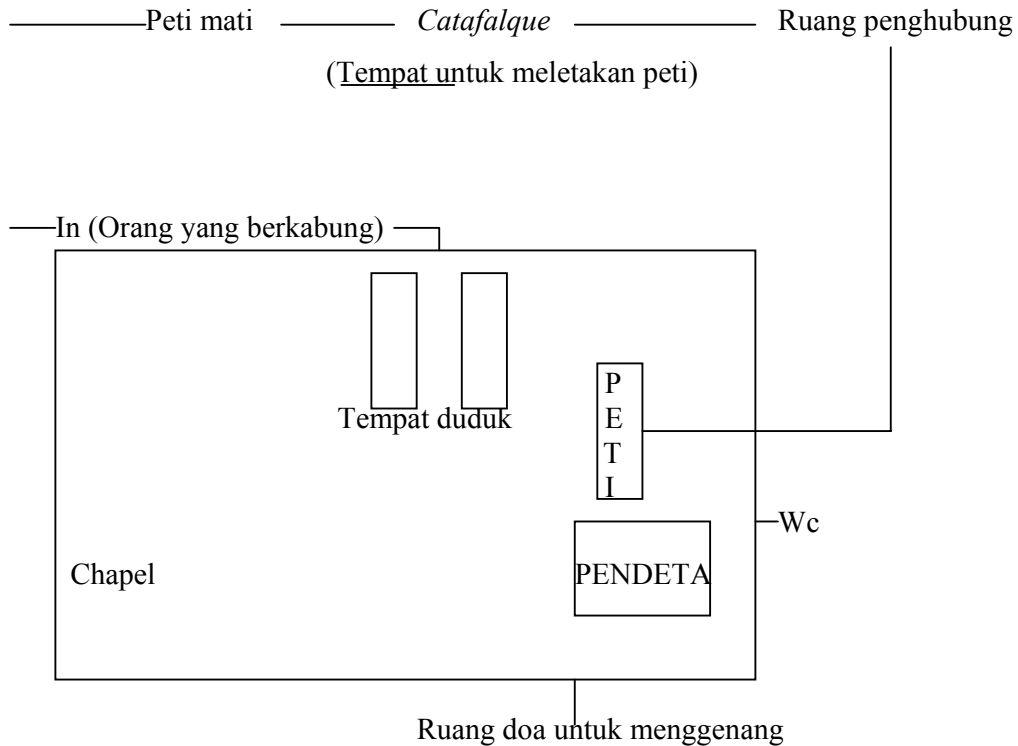 Peti mati Catafalque Ruang penghubung
(Tempat untuk meletakan peti)
In (Orang yang berkabung)
Tempat duduk
P
E
T
I
Wc
Chapel
PENDETA
Ruang doa untuk menggenang